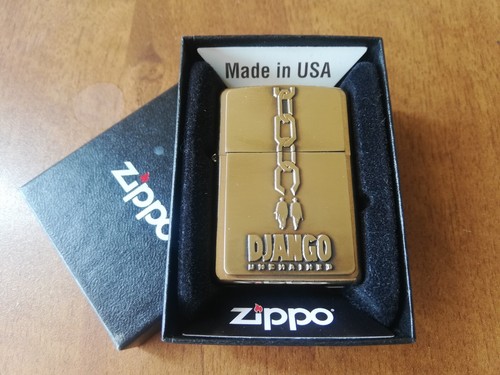 Made in USA
DJANGO
UNCHAINED
zippo
zippo